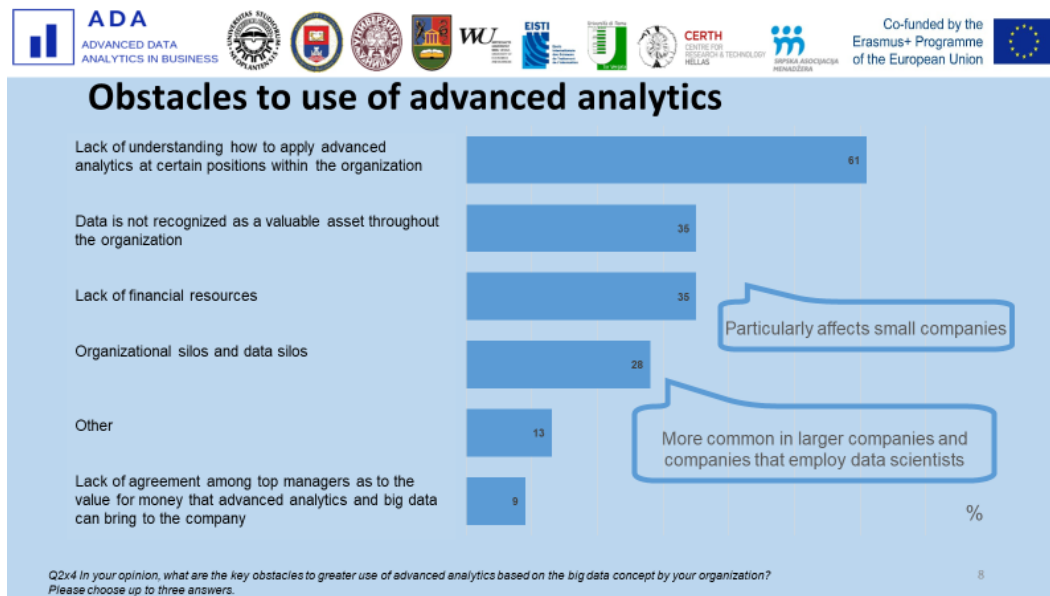 ADA
ADVANCED DATA
ANALYTICS IN BUSINESS
WU
EISTI
CERTH
CENTRE FOR
RESEARCH & TECHNOLOGY
HELLAS
SRPSKA ASOCIJACIJA
MENADŽERA
Co-funded by the
Erasmus+ Programme
of the European Union
Obstacles to use of advanced analytics
Lack of understanding how to apply advanced
analytics at certain positions within the organization
61
Data is not recognized as a valuable asset throughout
the organization
35
Lack of financial resources
35
Particularly affects small companies
Organizational silos and data silos
28
More common in larger companies and
companies that employ data scientists
Other
13
Lack of agreement among top managers as to the
value for money that advanced analytics and big data
can bring to the company
9
%
Q2x4 In your opinion, what are the key obstacles to greater use of advanced analytics based on the big data concept by your organization?
Please choose up to three answers.
8